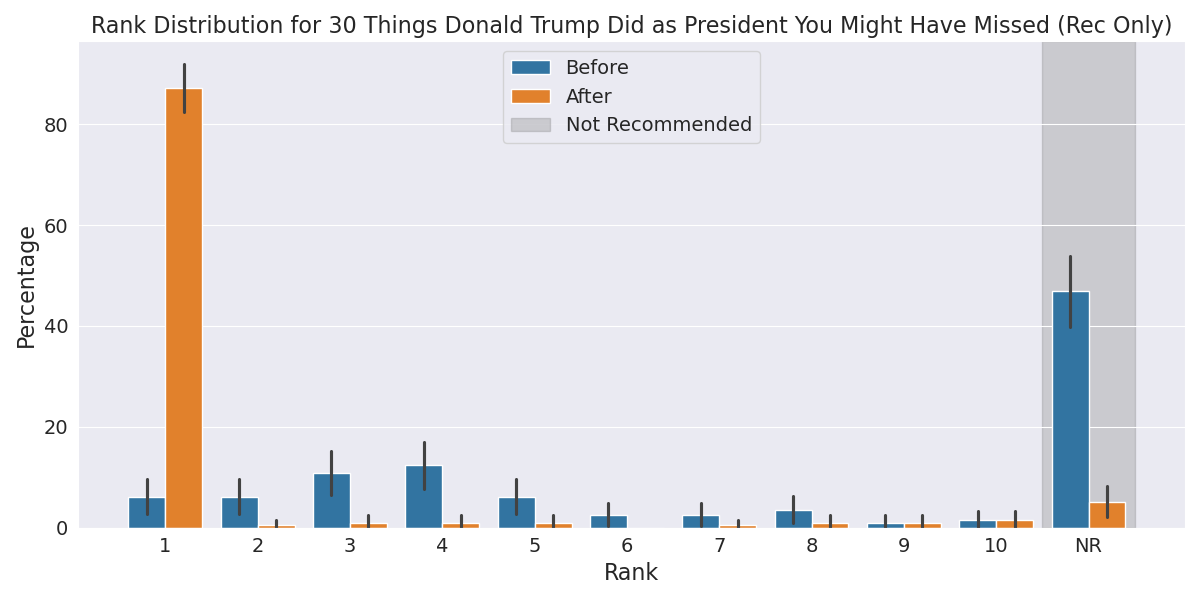 Rank Distribution for 30 Things Donald Trump Did as President You Might Have Missed (Rec Only)
Before
After
Not Recommended
Percentage
80
60
40
20
0
1 2 3 4 5 6 7 8 9 10 NR
Rank